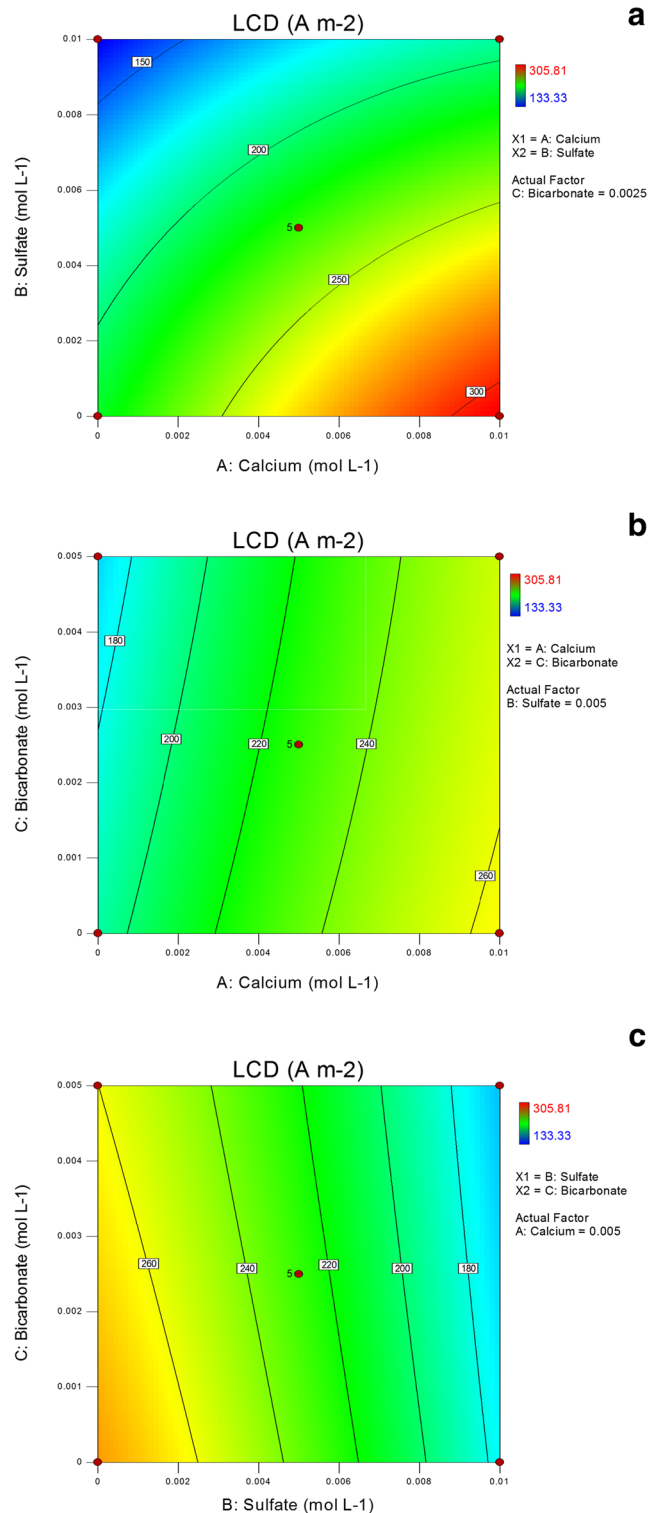 a
LCD (A m-2)
305.81
133.33
X1 = A: Calcium
X2 = B: Sulfate
Actual Factor
C: Bicarbonate = 0.0025
B: Sulfate (mol L-1)
0.01
0.008
0.006
0.004
0.002
0
150
200
5
250
300
0 0.002 0.004 0.006 0.008 0.01
A: Calcium (mol L-1)
b
LCD (A m-2)
305.81
133.33
X1 = A: Calcium
X2 = C: Bicarbonate
Actual Factor
B: Sulfate = 0.005
C: Bicarbonate (mol L-1)
0.005
0.004
0.003
0.002
0.001
0
180
200 220 5 240
260
0 0.002 0.004 0.006 0.008 0.01
A: Calcium (mol L-1)
c
LCD (A m-2)
305.81
133.33
X1 = B: Sulfate
X2 = C: Bicarbonate
Actual Factor
A: Calcium = 0.005
C: Bicarbonate (mol L-1)
0.005
0.004
0.003
0.002
0.001
0
260 240 5 220 200 180
0 0.002 0.004 0.006 0.008 0.01
B: Sulfate (mol L-1)